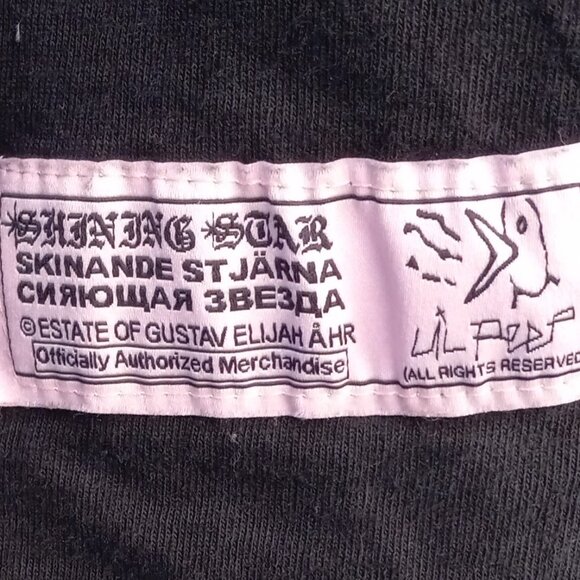 SHINING STAR
SKINANDE STJÄRNA
СИЯЮЩАЯ ЗВЕЗДА
©ESTATE OF GUSTAV ELIJAH ÅHR
Officially Authorized Merchandise
LiL PEEP
(ALL RIGHTS RESERVED